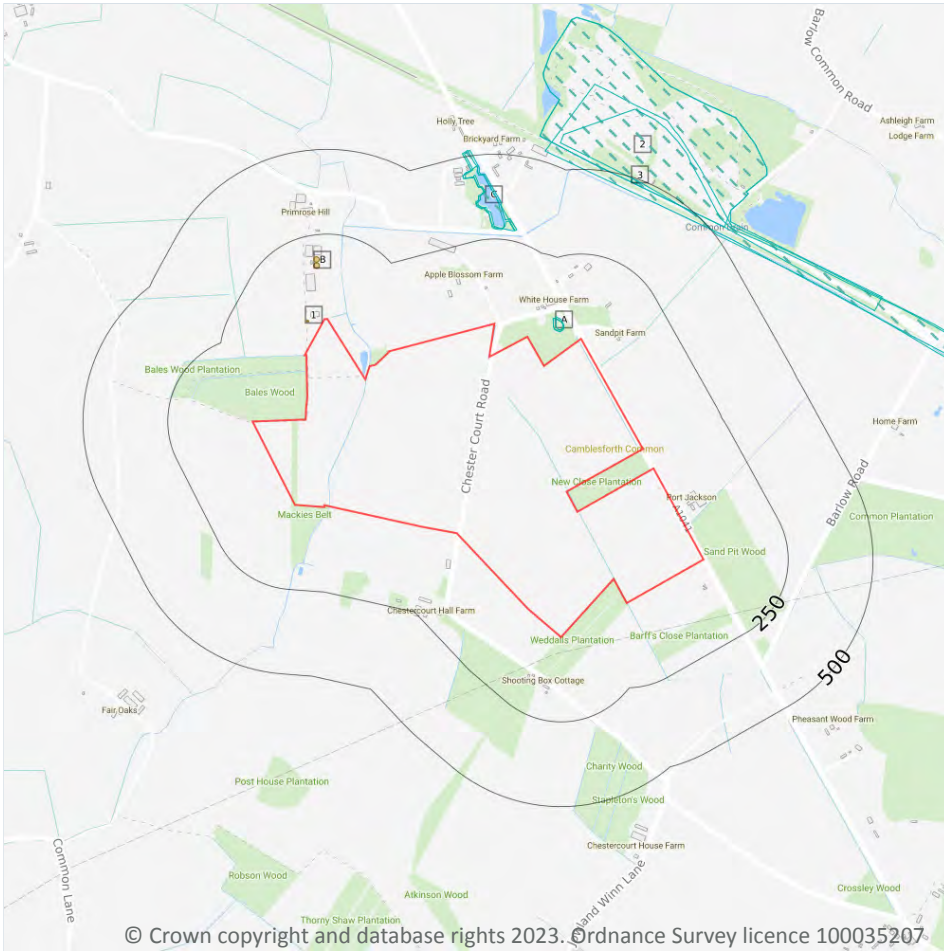 Barlow
Common Road
Holly Tree
Brickyard Farm
Ashleigh Farm
Lodge Farm
2
3
C
Primrose Hill
Common Drain
B
Apple Blossom Farm
White House Farm
1
A
Sandpit Farm
Bales Wood Plantation
Bales Wood
Chester Court Road
Camblesforth Common
Home Farm
New Close Plantation
Port Jackson
A1041
Barlow Road
Mackies Belt
Common Plantation
Sand Pit Wood
Chestercourt Hall Farm
250
Weddalls Plantation
Barff's Close Plantation
500
Shooting Box Cottage
Fair Oaks
Pheasant Wood Farm
Charity Wood
Post House Plantation
Stapleton's Wood
Chestercourt House Farm
Common Lane
Robson Wood
Atkinson Wood
Winn Lane
Crossley Wood
Thorny Shaw Plantation
© Crown copyright and database rights 2023. Ordnance Survey licence 100035207.